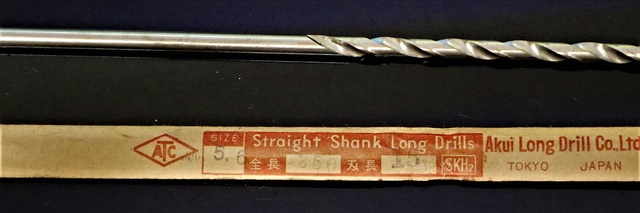 ATC
SIZE
5.6
Straight Shank Long Drills
全長 刃長 SKH2
Akui Long Drill Co., Ltd
TOKYO JAPAN